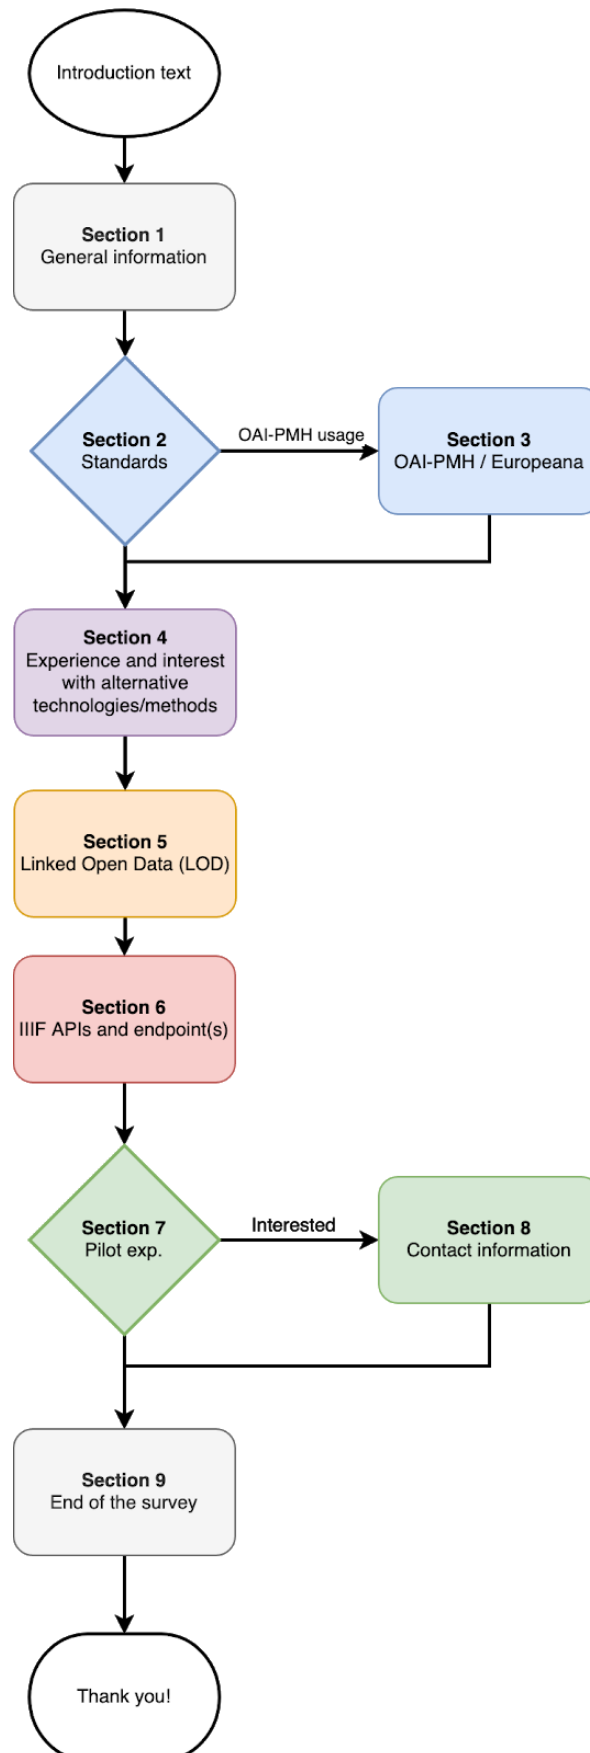 Introduction text
Section 1
General information
Section 2
Standards
OAI-PMH usage
Section 3
OAI-PMH / Europeana
Section 4
Experience and interest
with alternative
technologies/methods
Section 5
Linked Open Data (LOD)
Section 6
IIIF APIs and endpoint(s)
Section 7
Pilot exp.
Interested
Section 8
Contact information
Section 9
End of the survey
Thank you!